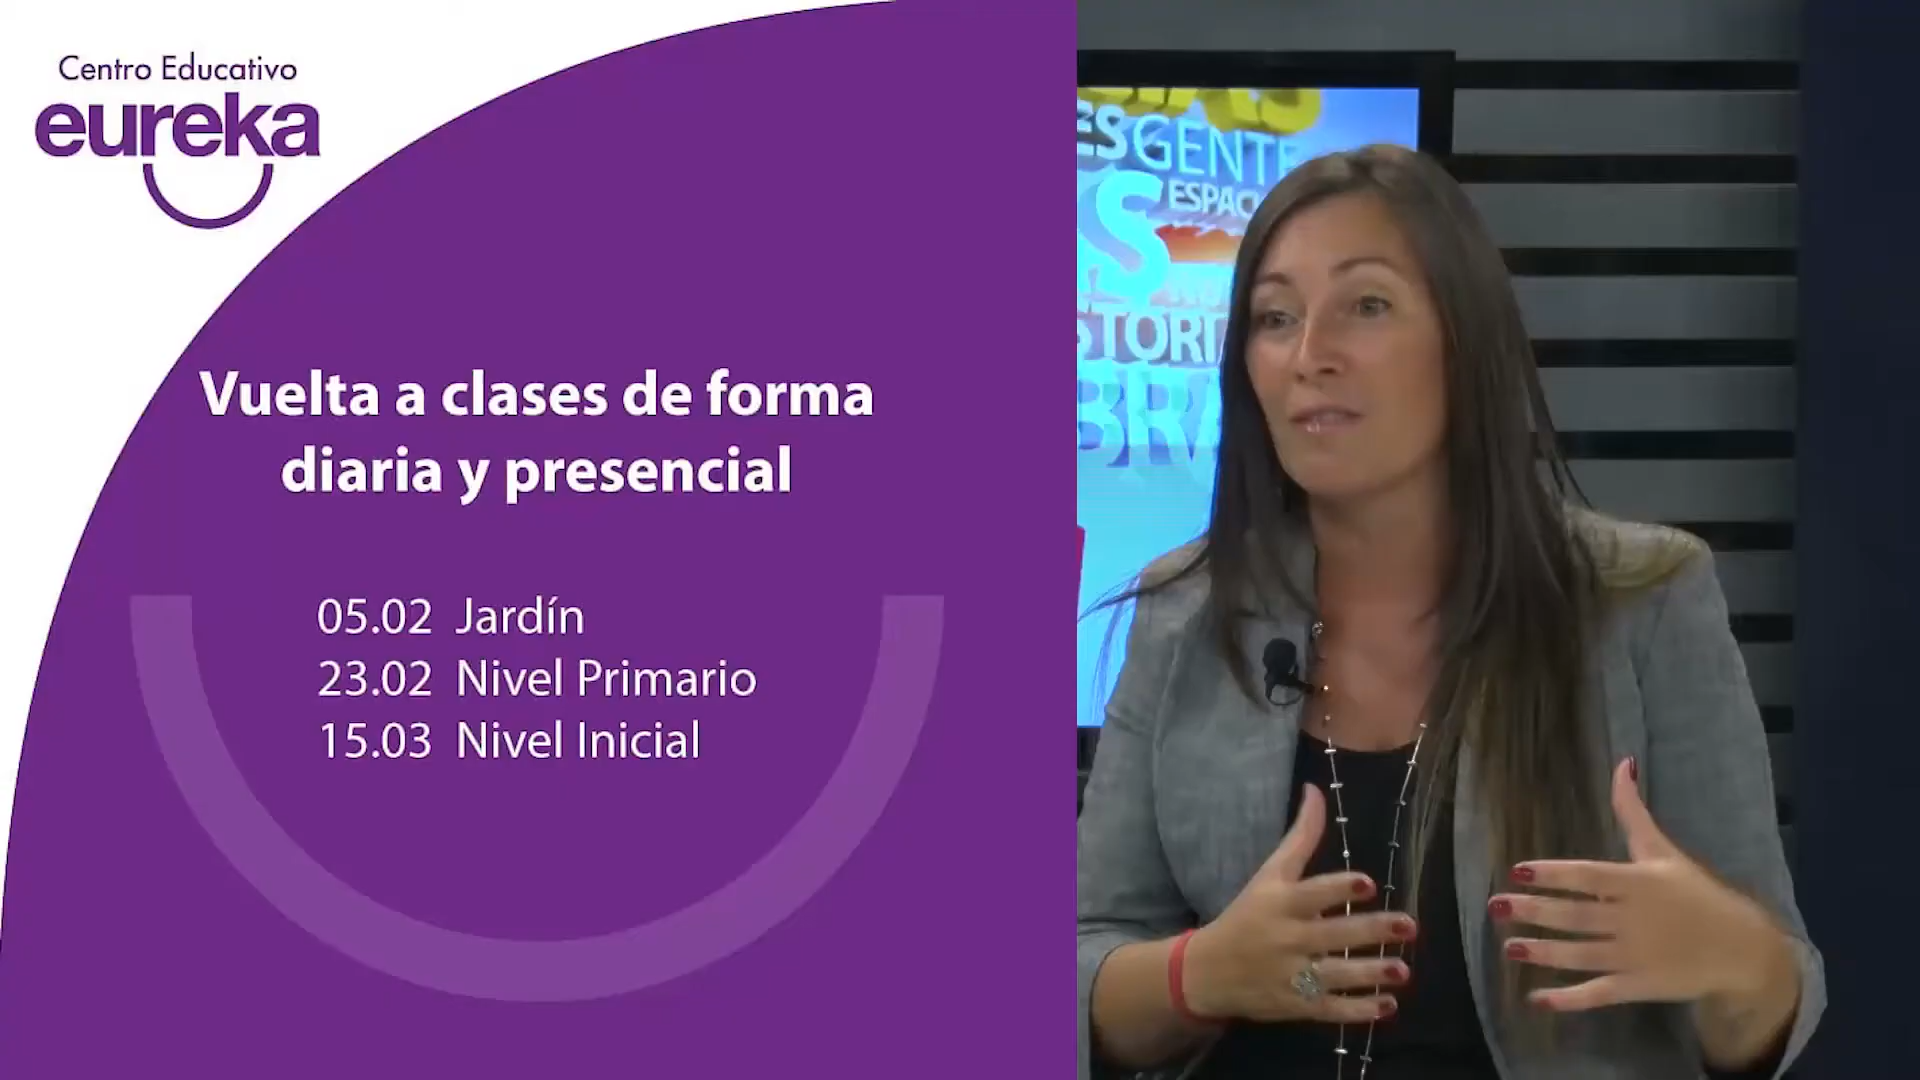 Centro Educativo
eureka
Vuelta a clases de forma
diaria y presencial
05.02 Jardín
23.02 Nivel Primario
15.03 Nivel Inicial
GENTE